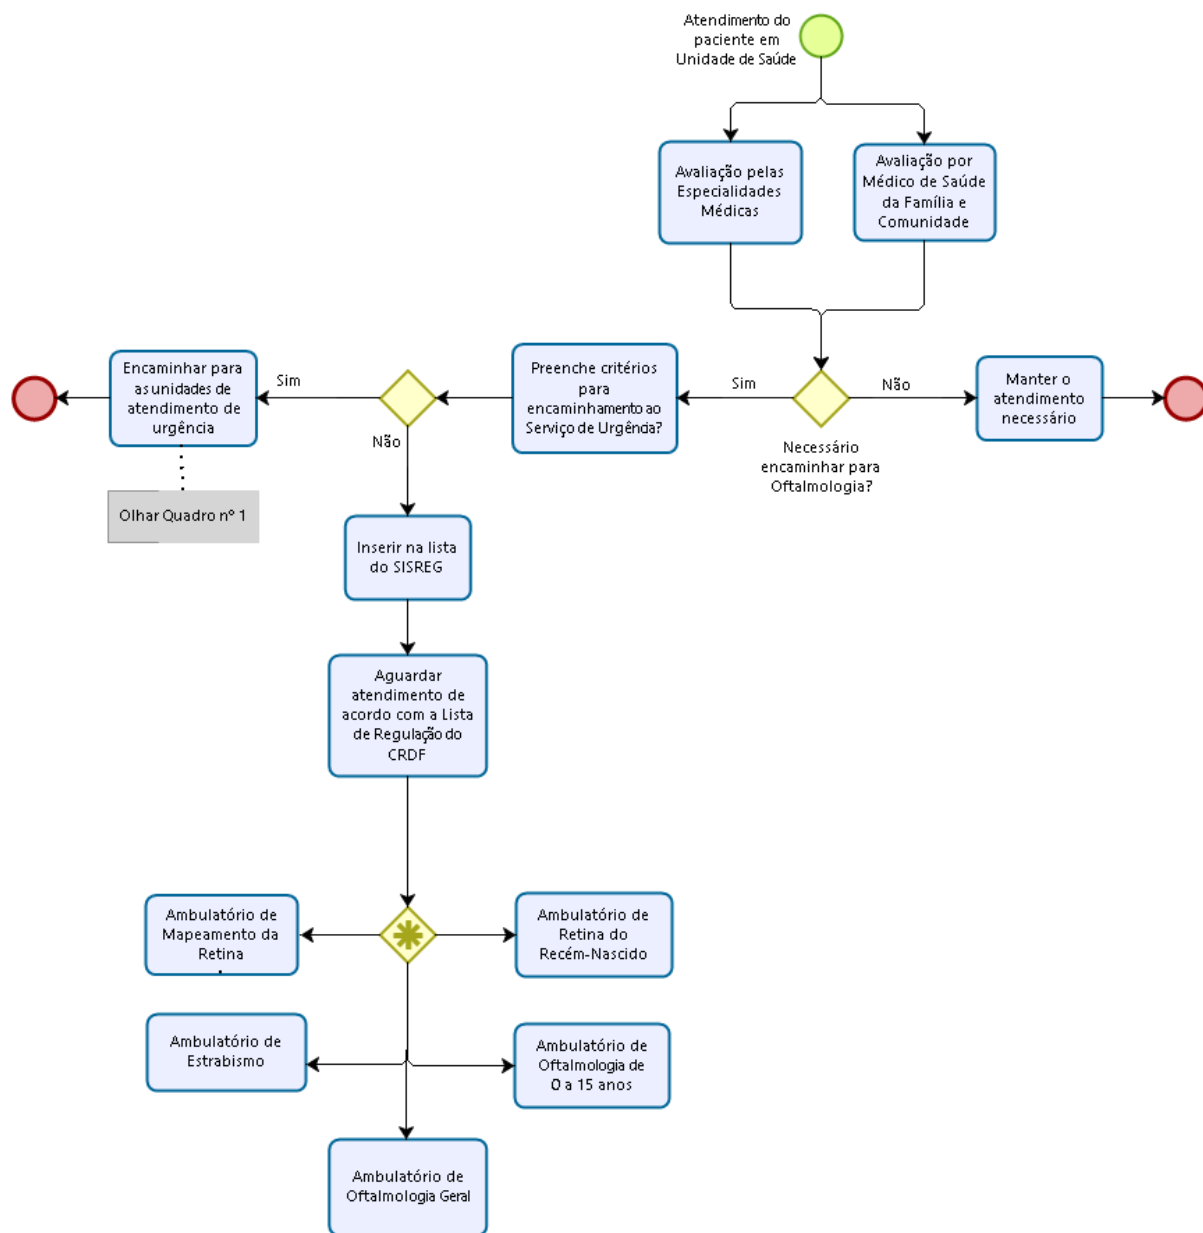 Atendimento do
paciente em
Unidade de Saúde
Avaliação pelas
Especialidades
Médicas
Avaliação por
Médico de Saúde
da Família e
Comunidade
Encaminhar para
as unidades de
atendimento de
urgência
Sim
Não
Preenche critérios
para
encaminhamento ao
Serviço de Urgência?
Sim
Não
Necessário
encaminhar para
Oftalmologia?
Manter o
atendimento
necessário
Olhar Quadro nº 1
Inserir na lista
do SISREG
Aguardar
atendimento de
acordo com a Lista
de Regulação do
CRDF
Ambulatório de
Mapeamento da
Retina
Ambulatório de
Retina do
Recém-Nascido
Ambulatório de
Estrabismo
Ambulatório de
Oftalmologia de
0 a 15 anos
Ambulatório de
Oftalmologia Geral